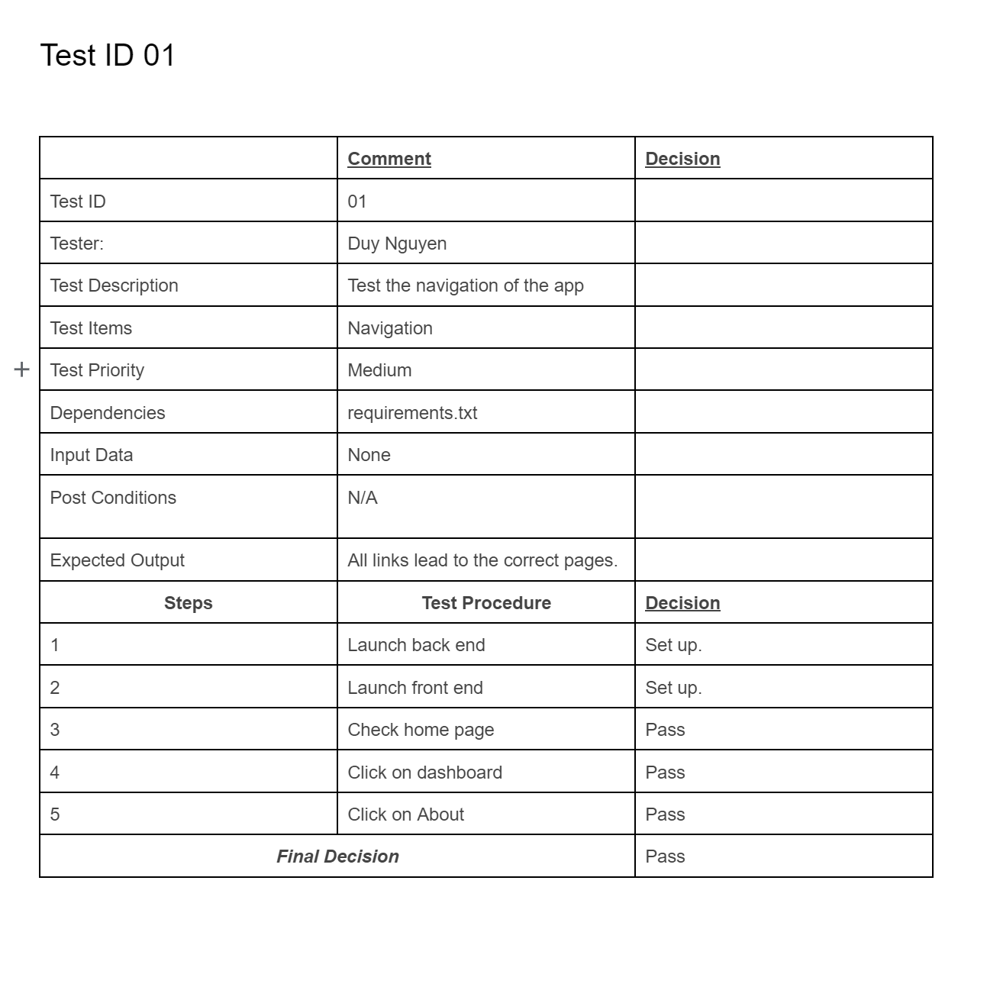 Test ID 01
Comment Decision
Test ID 01
Tester: Duy Nguyen
Test Description Test the navigation of the app
Test Items Navigation
Test Priority Medium
Dependencies requirements.txt
Input Data None
Post Conditions N/A
Expected Output All links lead to the correct pages.
Steps Test Procedure Decision
1 Launch back end Set up.
2 Launch front end Set up.
3 Check home page Pass
4 Click on dashboard Pass
5 Click on About Pass
Final Decision Pass